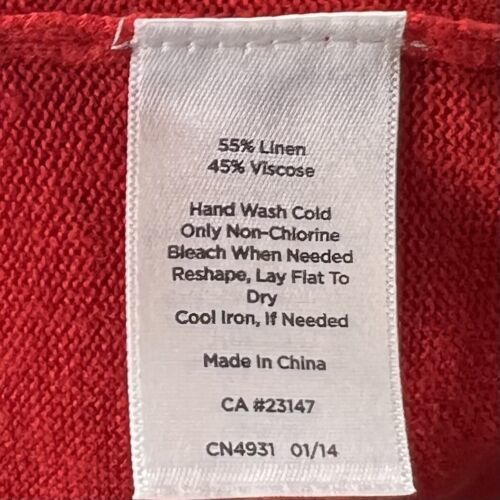 55% Linen
45% Viscose
Hand Wash Cold
Only Non-Chlorine
Bleach When Needed
Reshape, Lay Flat To
Dry
Cool Iron, If Needed
Made In China
CA #23147
CN4931 01/14